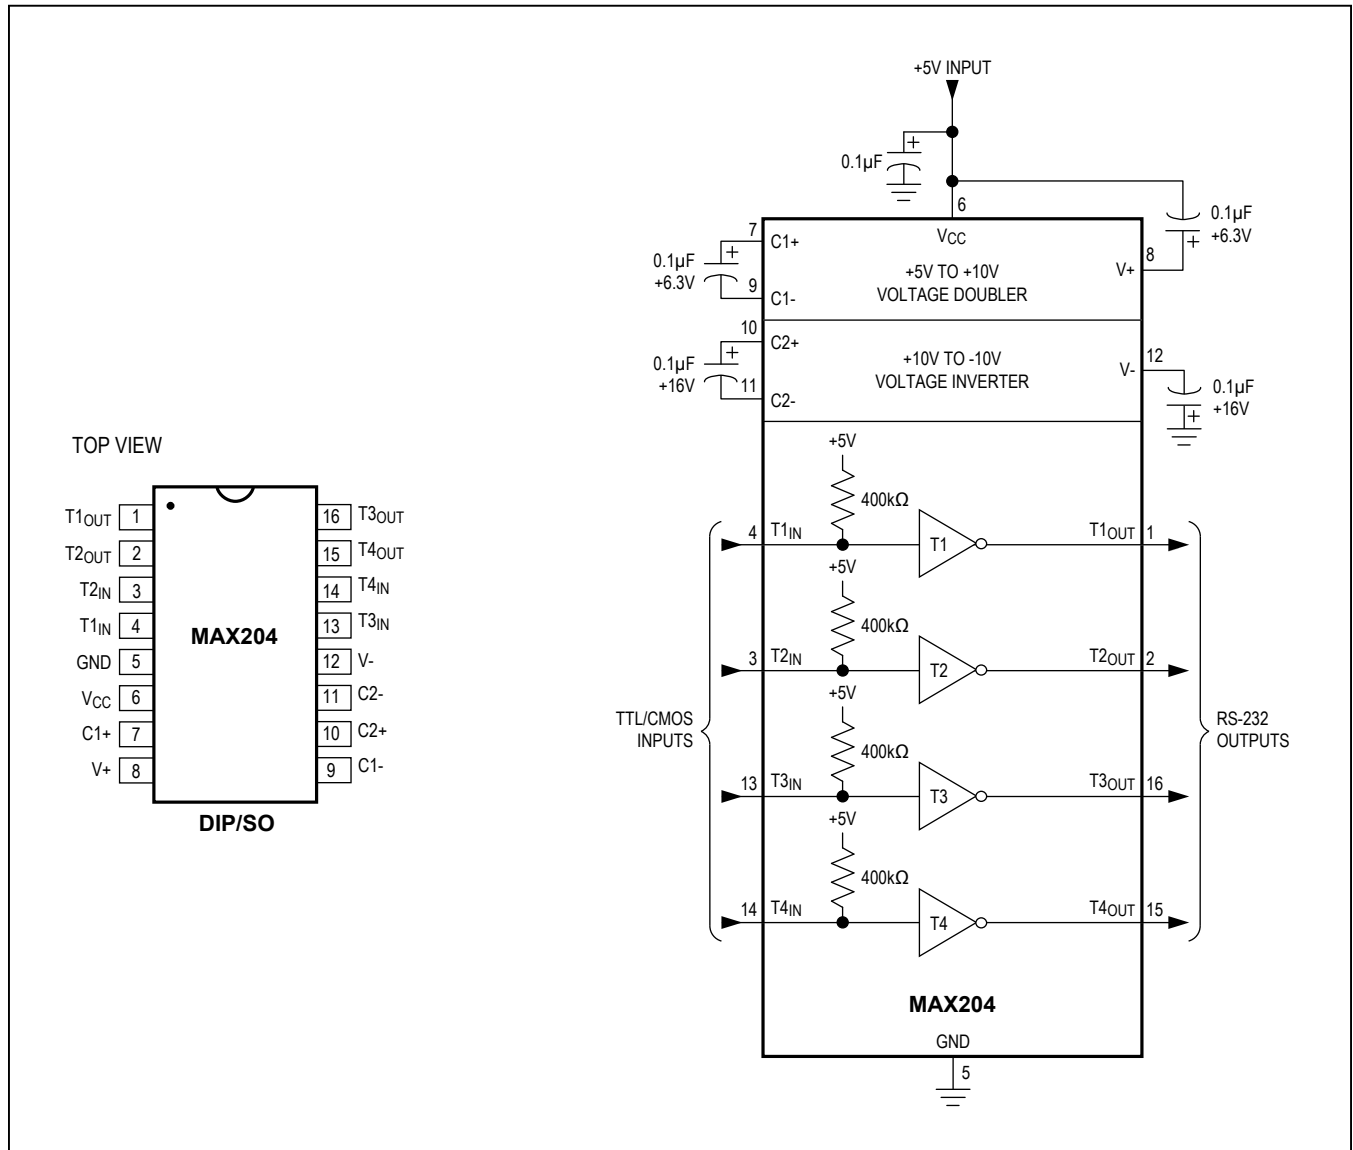 TOP VIEW
T1OUT 1
T2OUT 2
T2IN 3
T1IN 4
GND 5
VCC 6
C1+ 7
V+ 8
16 T3OUT
15 T4OUT
14 T4IN
13 T3IN
12 V-
11 C2-
10 C2+
9 C1-
MAX204
DIP/SO
+5V INPUT
0.1µF
+
6
VCC
0.1µF
+6.3V
+
8
V+
7
C1+
+
0.1µF
+6.3V
9
C1-
+5V TO +10V
VOLTAGE DOUBLER
10
C2+
+
0.1µF
+16V
11
C2-
+10V TO -10V
VOLTAGE INVERTER
12
V-
0.1µF
+16V
+
+5V
400kΩ
4 T1IN T1 T1OUT 1
+5V
400kΩ
3 T2IN T2 T2OUT 2
+5V
400kΩ
13 T3IN T3 T3OUT 16
+5V
400kΩ
14 T4IN T4 T4OUT 15
TTL/CMOS
INPUTS
RS-232
OUTPUTS
MAX204
GND
5